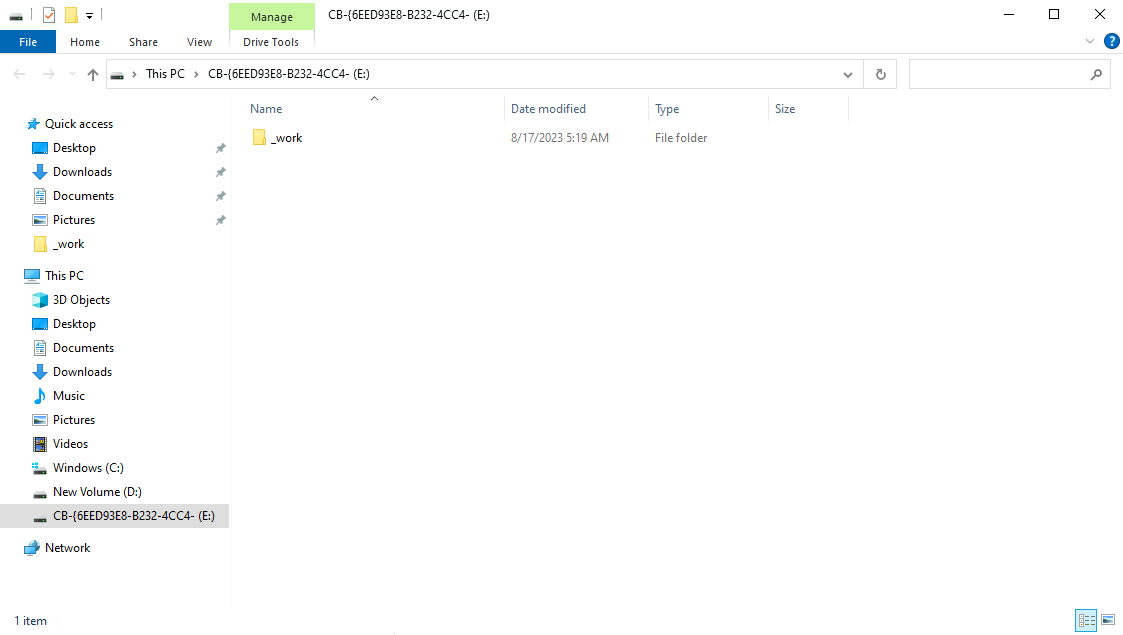 Manage
CB-{6EED93E8-B232-4CC4- (E:)
File
Home
Share
View
Drive Tools
?
This PC
CB-{6EED93E8-B232-4CC4- (E:)
Name
Date modified
Type
Size
_work
8/17/2023 5:19 AM
File folder
Quick access
Desktop
Downloads
Documents
Pictures
_work
This PC
3D Objects
Desktop
Documents
Downloads
Music
Pictures
Videos
Windows (C:)
New Volume (D:)
CB-{6EED93E8-B232-4CC4- (E:)
Network
1 item